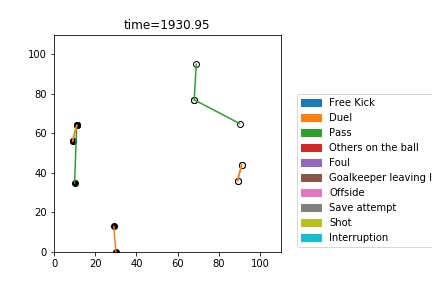 time=1930.95
100
80
60
40
20
0
0 20 40 60 80 100
Free Kick
Duel
Pass
Others on the ball
Foul
Goalkeeper leaving l
Offside
Save attempt
Shot
Interruption